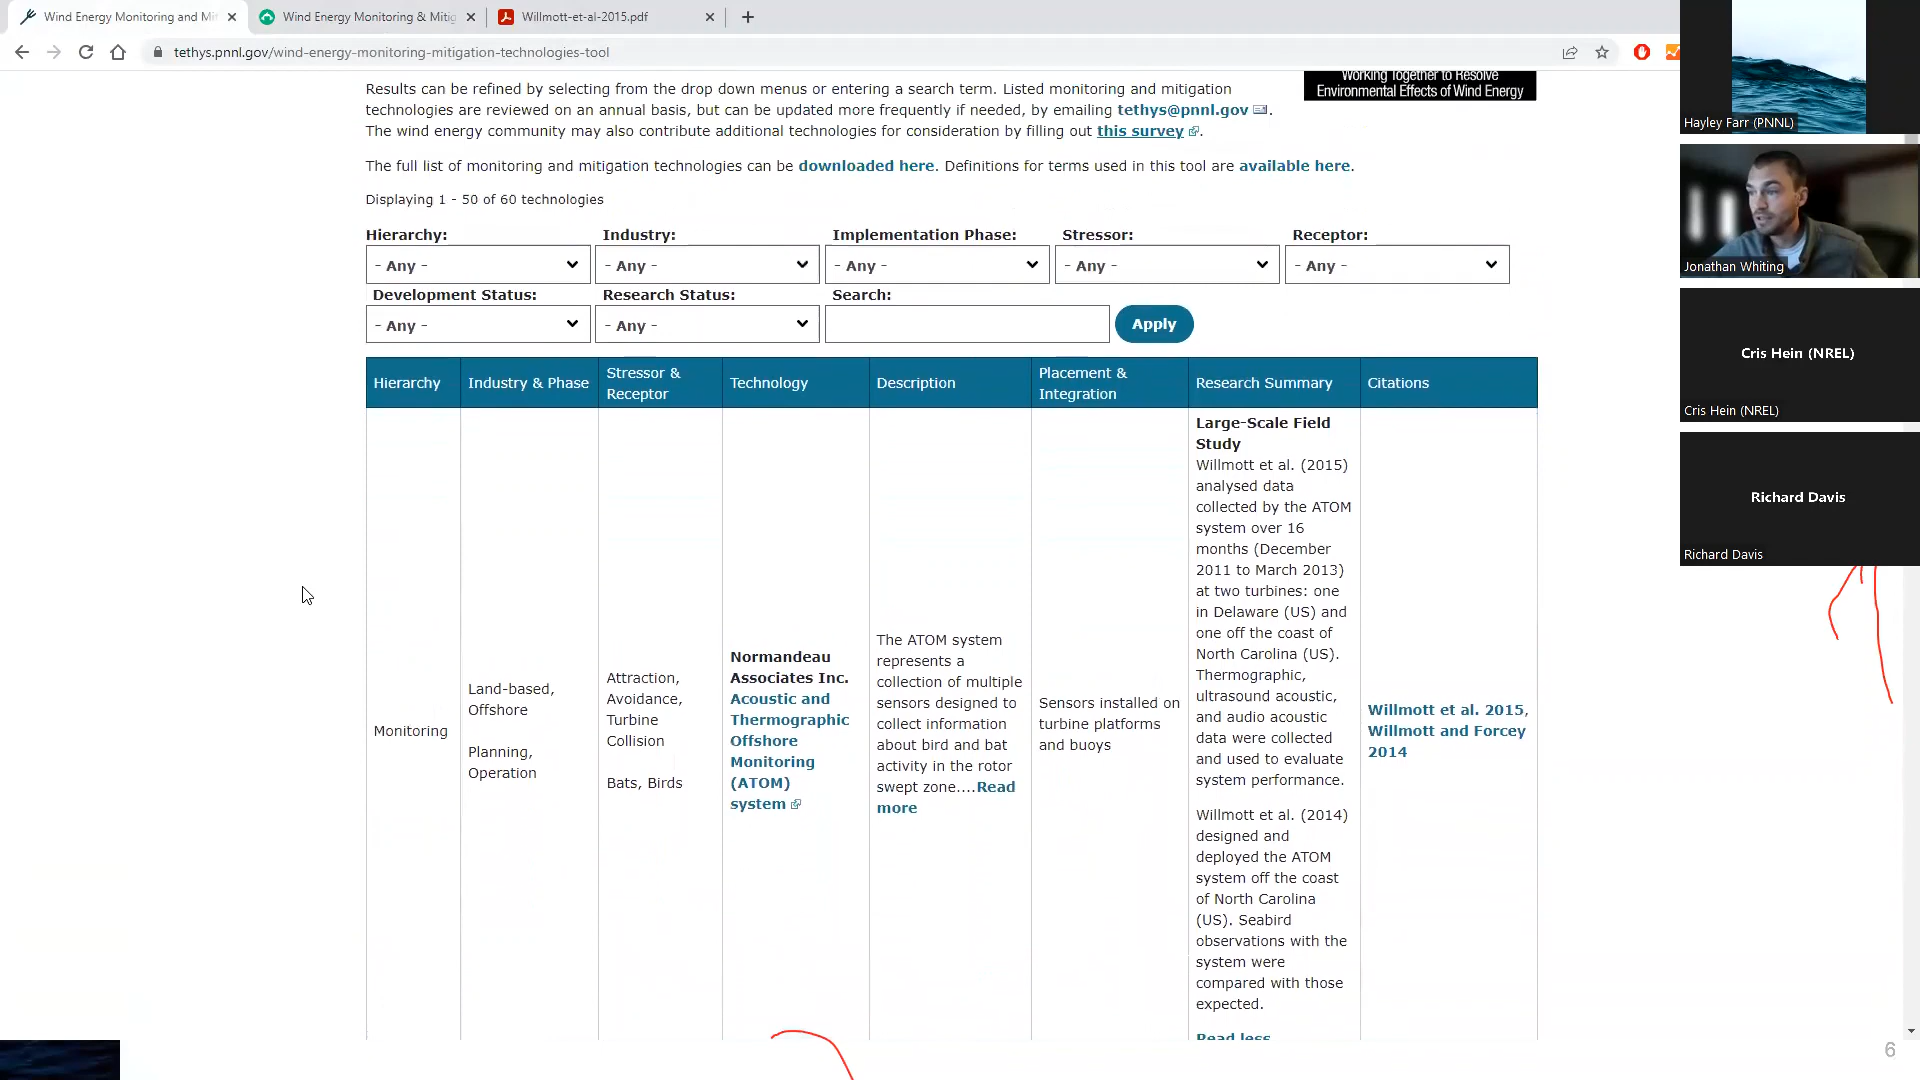 Wind Energy Monitoring and Mit
Wind Energy Monitoring & Mitig
Willmott-et-al-2015.pdf
tethys.pnnl.gov/wind-energy-monitoring-mitigation-technologies-tool
Results can be refined by selecting from the drop down menus or entering a search term. Listed monitoring and mitigation
technologies are reviewed on an annual basis, but can be updated more frequently if needed, by emailing tethys@pnnl.gov.
The wind energy community may also contribute additional technologies for consideration by filling out this survey.
Working Together to Resolve
Environmental Effects of Wind Energy
The full list of monitoring and mitigation technologies can be downloaded here. Definitions for terms used in this tool are available here.
Displaying 1 - 50 of 60 technologies
Hierarchy: Industry: Implementation Phase: Stressor: Receptor:
- Any - - Any - - Any - - Any - - Any -
Development Status: Research Status: Search:
- Any - - Any - Apply
Hierarchy
Industry & Phase
Stressor &
Receptor
Technology
Description
Placement &
Integration
Research Summary
Citations
Monitoring
Land-based,
Offshore
Planning,
Operation
Attraction,
Avoidance,
Turbine
Collision
Bats, Birds
Normandeau
Associates Inc.
Acoustic and
Thermographic
Offshore
Monitoring
(ATOM)
system
The ATOM system
represents a
collection of multiple
sensors designed to
collect information
about bird and bat
activity in the rotor
swept zone....Read
more
Sensors installed on
turbine platforms
and buoys
Large-Scale Field
Study
Willmott et al. (2015)
analysed data
collected by the ATOM
system over 16
months (December
2011 to March 2013)
at two turbines: one
in Delaware (US) and
one off the coast of
North Carolina (US).
Thermographic,
ultrasound acoustic,
and audio acoustic
data were collected
and used to evaluate
system performance.
Willmott et al. (2014)
designed and
deployed the ATOM
system off the coast
of North Carolina
(US). Seabird
observations with the
system were
compared with those
expected.
Read less
Willmott et al. 2015,
Willmott and Forcey
2014
Hayley Farr (PNNL)
Jonathan Whiting
Cris Hein (NREL)
Cris Hein (NREL)
Richard Davis
Richard Davis
6